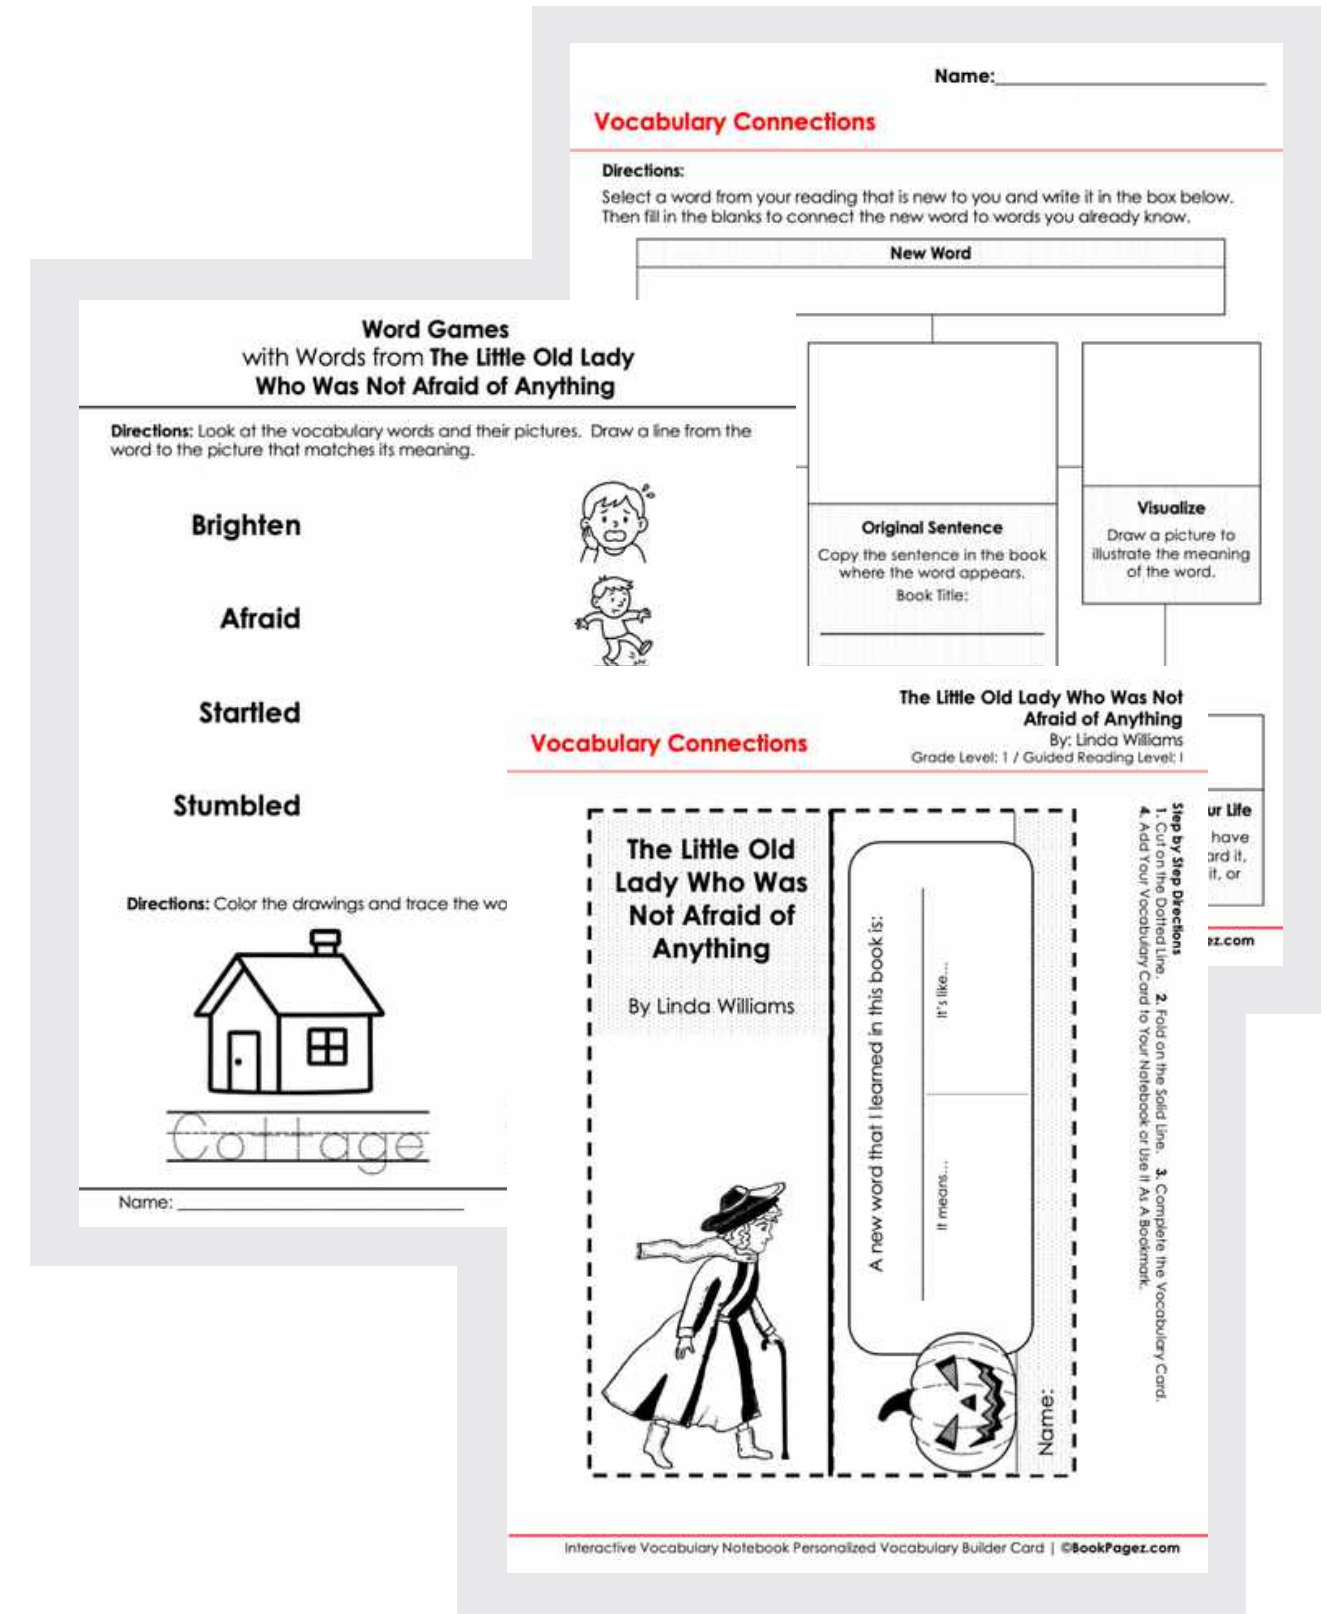 Name:
Vocabulary Connections
Directions:
Select a word from your reading that is new to you and write it in the box below.
Then fill in the blanks to connect the new word to words you already know.
New Word
Original Sentence
Copy the sentence in the book
where the word appears.
Book Title:
Visualize
Draw a picture to
illustrate the meaning
of the word.
ur Life
have
ard it,
it, or
ez.com
Word Games
with Words from The Little Old Lady
Who Was Not Afraid of Anything
Directions: Look at the vocabulary words and their pictures. Draw a line from the
word to the picture that matches its meaning.
Brighten
Afraid
Startled
Stumbled
Directions: Color the drawings and trace the wo
Cottage
Name:
The Little Old Lady Who Was Not
Afraid of Anything
By: Linda Williams
Grade Level: 1 / Guided Reading Level: I
Vocabulary Connections
The Little Old
Lady Who Was
Not Afraid of
Anything
By Linda Williams
A new word that I learned in this book is:
It means...
It's like...
Name:
Step by Step Directions
1. Cut on the Dotted Line. 2. Fold on the Solid Line. 3. Complete the Vocabulary Card.
4. Add Your Vocabulary Card to Your Notebook or Use It As A Bookmark.
Interactive Vocabulary Notebook Personalized Vocabulary Builder Card | ©BookPagez.com